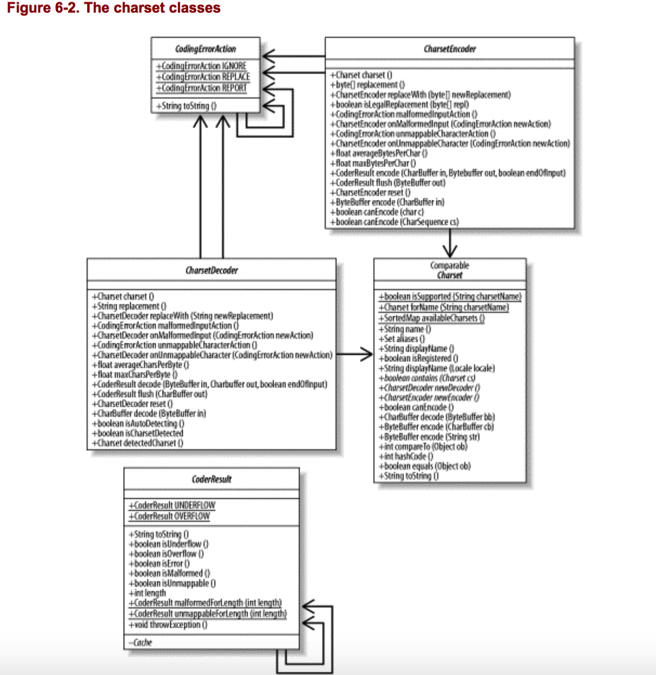 Figure 6-2. The charset classes
CodingErrorAction
+CodingErrorAction IGNORE
+CodingErrorAction REPLACE
+CodingErrorAction REPORT
+String toString ()
CharsetEncoder
+Charset charset ()
+byte[] replacement ()
+CharsetEncoder replaceWith (byte[] newReplacement)
+boolean isLegalReplacement (byte[] repl)
+CodingErrorAction malformedInputAction ()
+CharsetEncoder onMalformedInput (CodingErrorAction newAction)
+CodingErrorAction unmappableCharacterAction ()
+CharsetEncoder onUnmappableCharacter (CodingErrorAction newAction)
+float averageBytesPerChar ()
+float maxBytesPerChar ()
+CoderResult encode (CharBuffer in, Bytebuffer out, boolean endOfInput)
+CoderResult flush (ByteBuffer out)
+CharsetEncoder reset ()
+ByteBuffer encode (CharBuffer in)
+boolean canEncode (char c)
+boolean canEncode (CharSequence cs)
CharsetDecoder
+Charset charset ()
+String replacement ()
+CharsetDecoder replaceWith (String newReplacement)
+CodingErrorAction malformedInputAction ()
+CharsetDecoder onMalformedInput (CodingErrorAction newAction)
+CodingErrorAction unmappableCharacterAction ()
+CharsetDecoder onUnmappableCharacter (CodingErrorAction newAction)
+float averageCharsPerByte ()
+float maxCharsPerByte ()
+CoderResult decode (ByteBuffer in, Charbuffer out, boolean endOfInput)
+CoderResult flush (CharBuffer out)
+CharsetDecoder reset ()
+CharBuffer decode (ByteBuffer in)
+boolean isAutoDetecting ()
+boolean isCharsetDetected
+Charset detectedCharset ()
Comparable
Charset
+boolean isSupported (String charsetName)
+Charset forName (String charsetName)
+SortedMap availableCharsets ()
+String name ()
+Set aliases ()
+String displayName ()
+boolean isRegistered ()
+String displayName (Locale locale)
+boolean contains (Charset cs)
+CharsetDecoder newDecoder ()
+CharsetEncoder newEncoder ()
+boolean canEncode ()
+CharBuffer decode (ByteBuffer bb)
+ByteBuffer encode (CharBuffer cb)
+ByteBuffer encode (String str)
+int compareTo (Object ob)
+int hashCode ()
+boolean equals (Object ob)
+String toString ()
CoderResult
+CoderResult UNDERFLOW
+CoderResult OVERFLOW
+String toString ()
+boolean isUnderflow ()
+boolean isOverflow ()
+boolean isError ()
+boolean isMalformed ()
+boolean isUnmappable ()
+int length
+CoderResult malformedForLength (int length)
+CoderResult unmappableForLength (int length)
+void throwException ()
–Cache